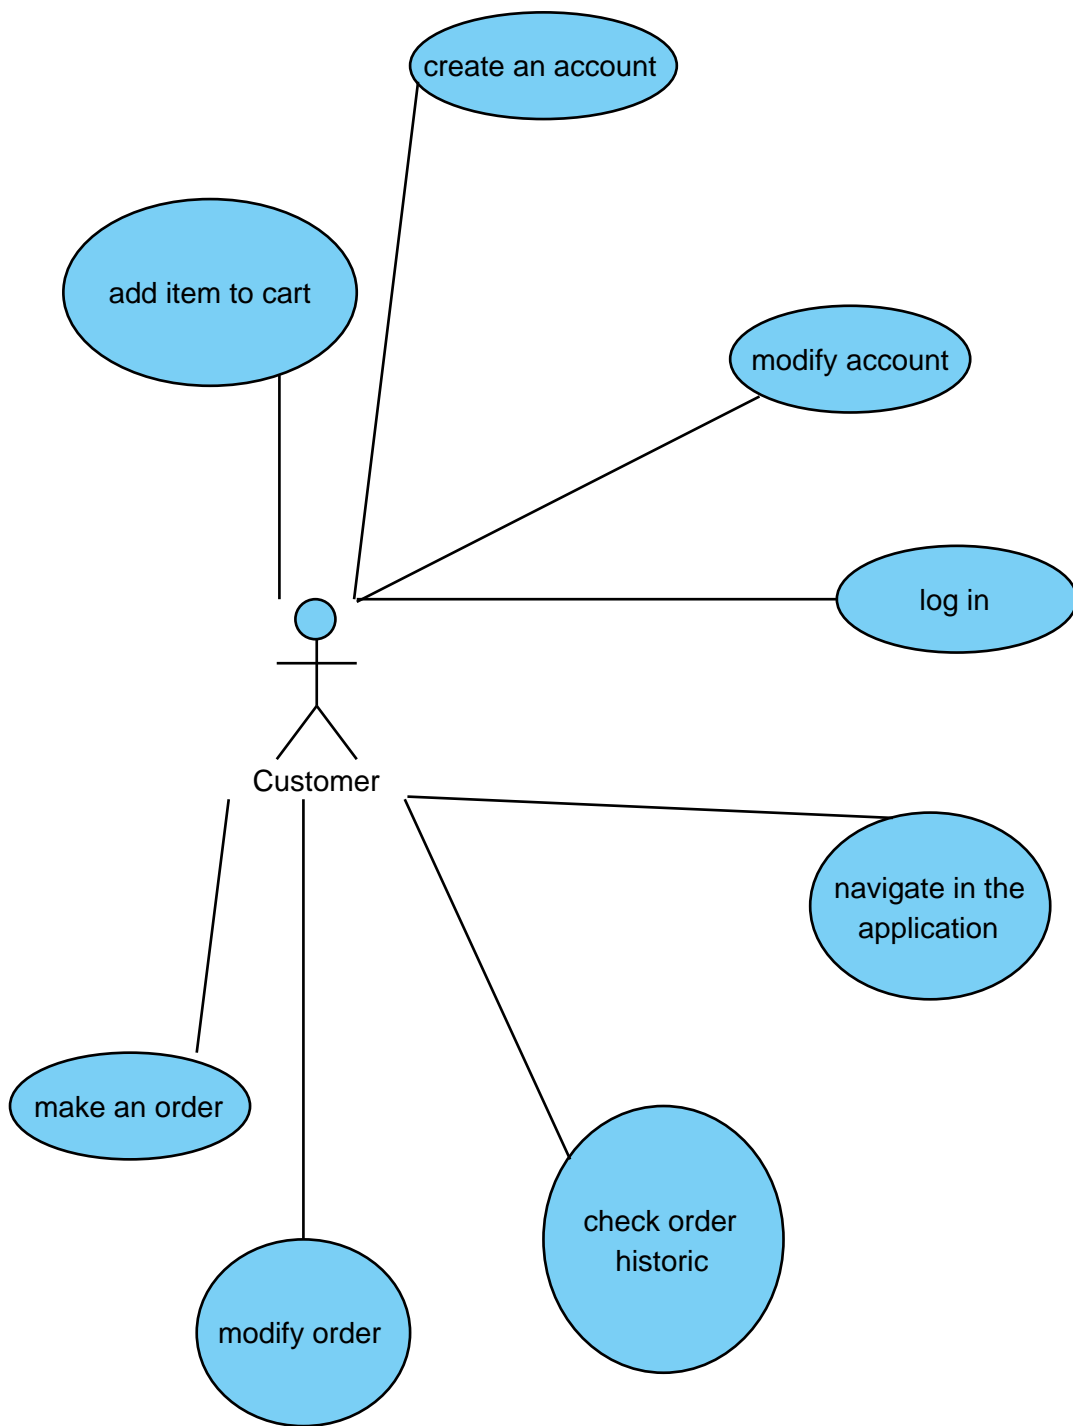 create an account
add item to cart
modify account
log in
Customer
navigate in the
application
make an order
check order
historic
modify order